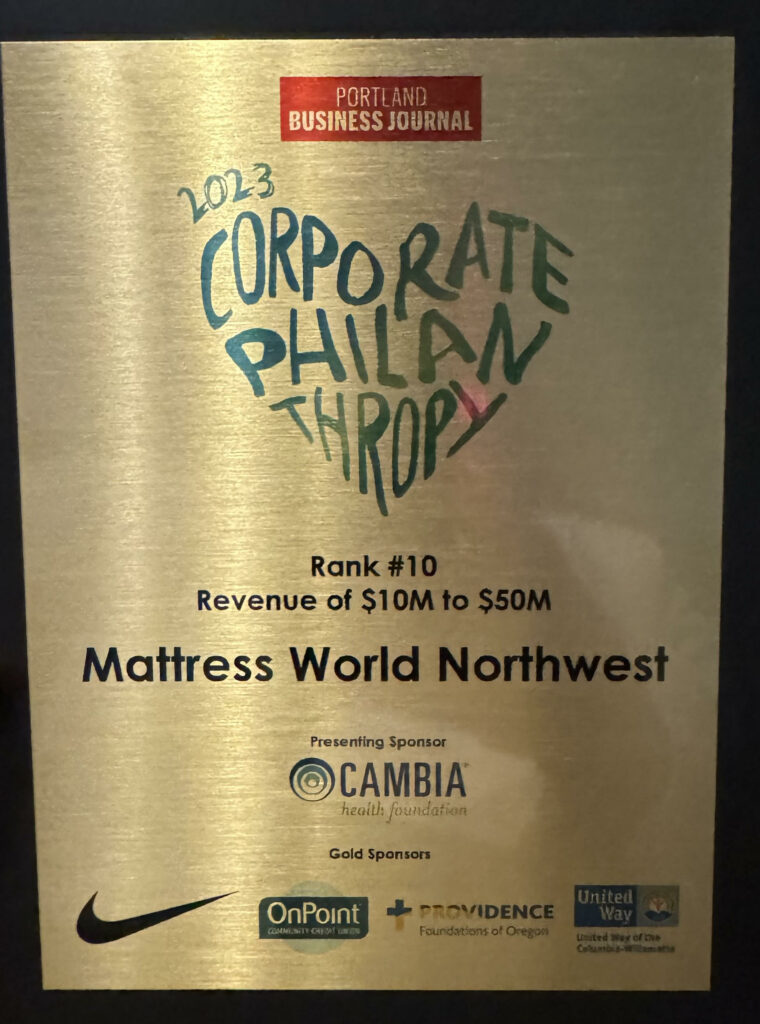 PORTLAND
BUSINESS JOURNAL
2023
CORPORATE
PHILAN
THROPY
Rank #10
Revenue of $10M to $50M
Mattress World Northwest
Presenting Sponsor
CAMBIA
health foundation
Gold Sponsors
OnPoint
COMMUNITY CREDIT UNION
PROVIDENCE
Foundations of Oregon
United
Way
United Way of the
Columbia-Willamette